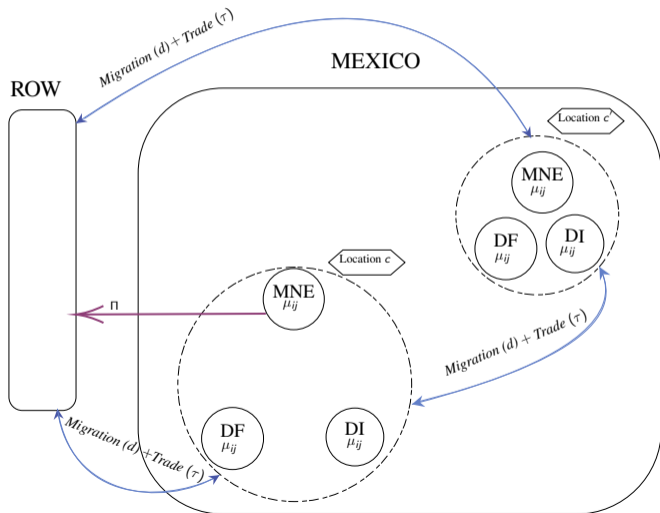 Migration (d) + Trade (τ)
MEXICO
ROW
Location c'
MNE
μij
DF
μij
DI
μij
Location c
MNE
μij
Π
Migration (d) + Trade (τ)
DF
μij
DI
μij
Migration (d) +Trade (τ)